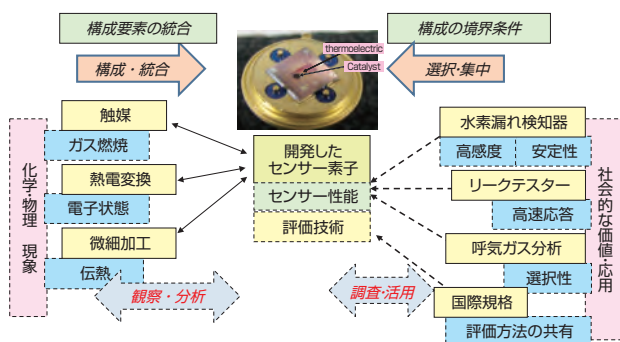 構成要素の統合
構成の境界条件
構成・統合
選択・集中
thermoelectric
Catalyst
化学・物理 現象
触媒
ガス燃焼
熱電変換
電子状態
微細加工
伝熱
観察・分析
開発した
センサー素子
センサー性能
評価技術
調査・活用
水素漏れ検知器
高感度
安定性
リークテスター
高速応答
呼気ガス分析
選択性
国際規格
評価方法の共有
社会的な価値・応用